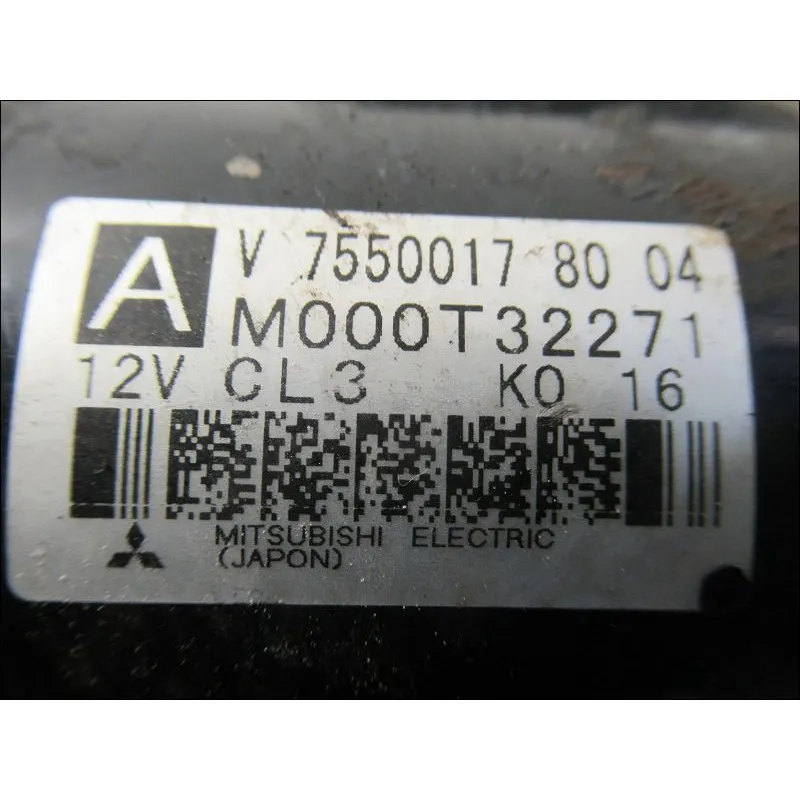 A
V 7550017 80 04
M000T32271
12V CL3 K0 16
MITSUBISHI ELECTRIC
(JAPON)